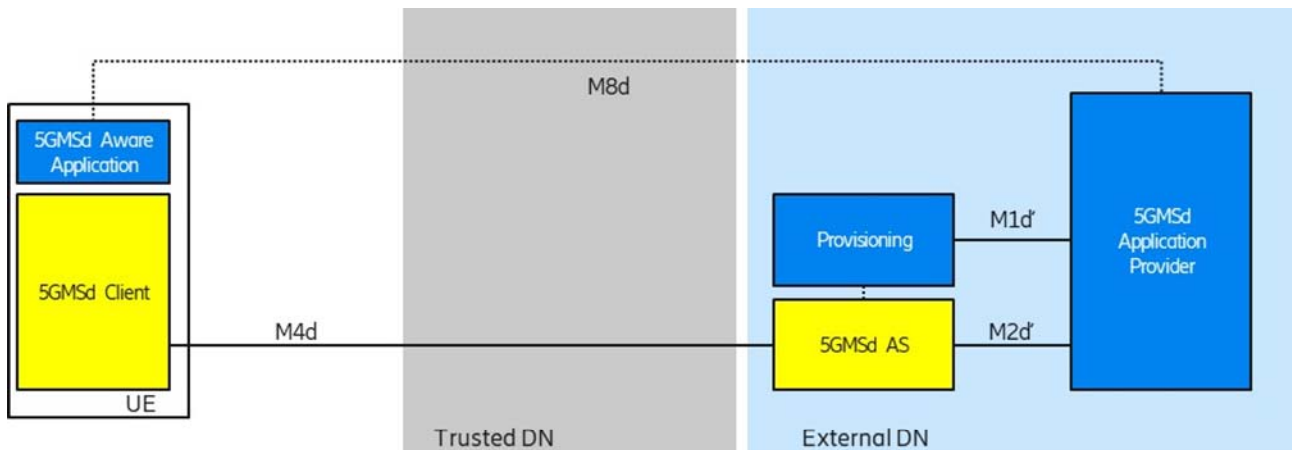 M8d
5GMSd Aware
Application
5GMSd Client
UE
M4d
Provisioning
M1d'
5GMSd
Application
Provider
5GMSd AS
M2d'
Trusted DN
External DN